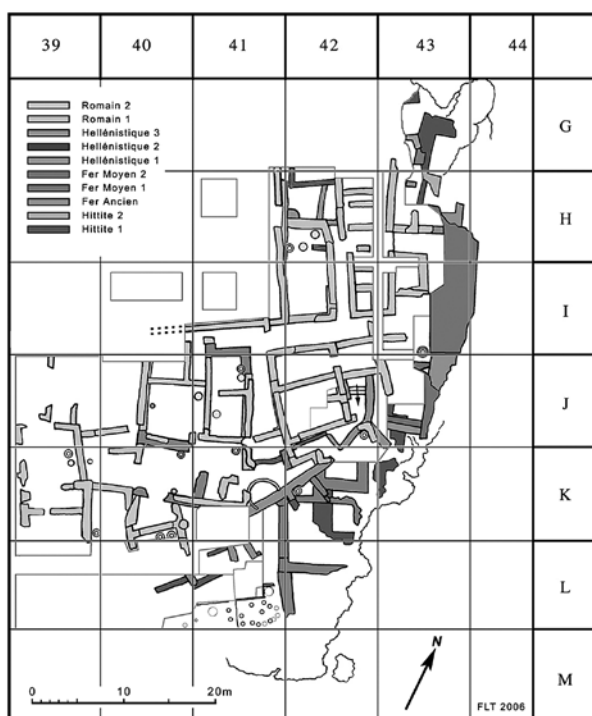 39 40 41 42 43 44
G
H
I
J
K
L
M
Romain 2
Romain 1
Hellénistique 3
Hellénistique 2
Hellénistique 1
Fer Moyen 2
Fer Moyen 1
Fer Ancien
Hittite 2
Hittite 1
N
0 10 20m
FLT 2006